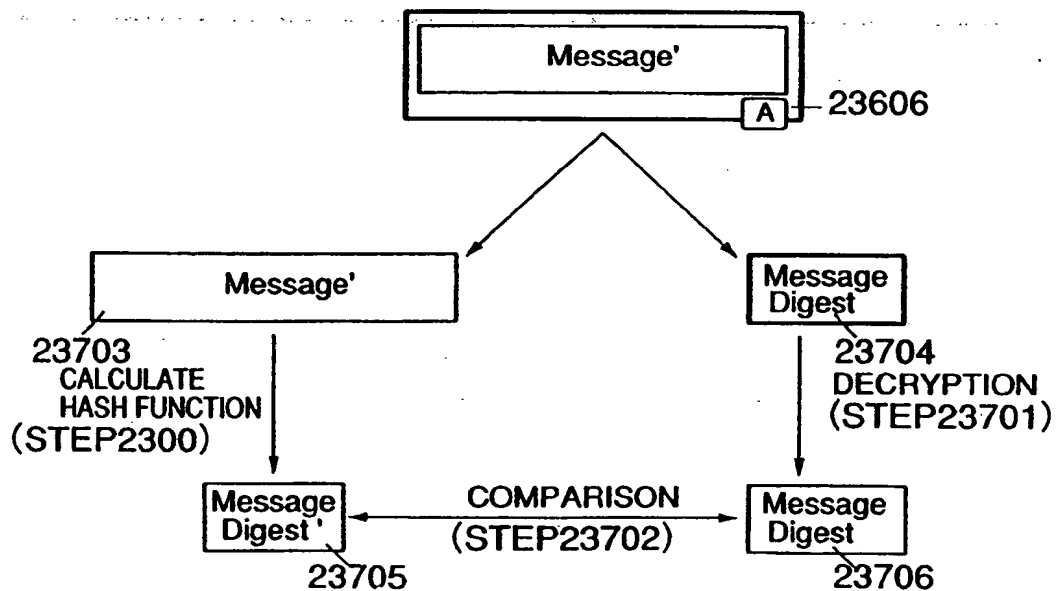 Message'
A
23606
Message'
Message
Digest
23703
CALCULATE
HASH FUNCTION
(STEP2300)
23704
DECRYPTION
(STEP23701)
Message
Digest'
COMPARISON
(STEP23702)
Message
Digest
23705
23706